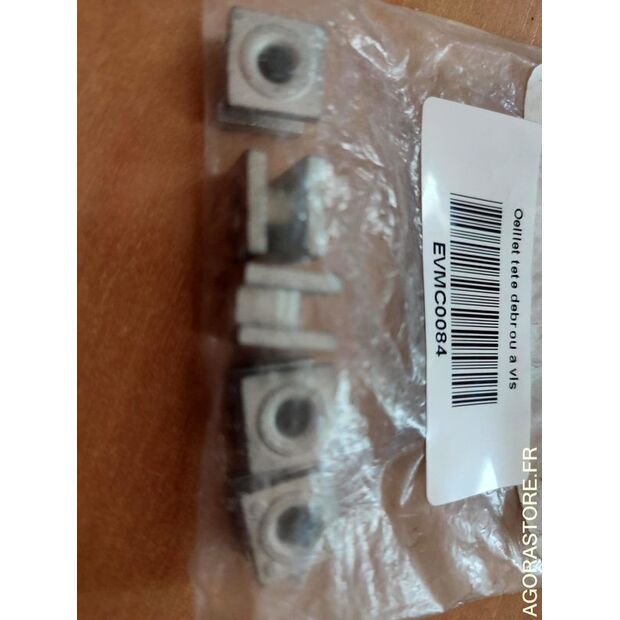 Oeillet tete debrou a vis
EVMC0084
AGORASTORE.FR